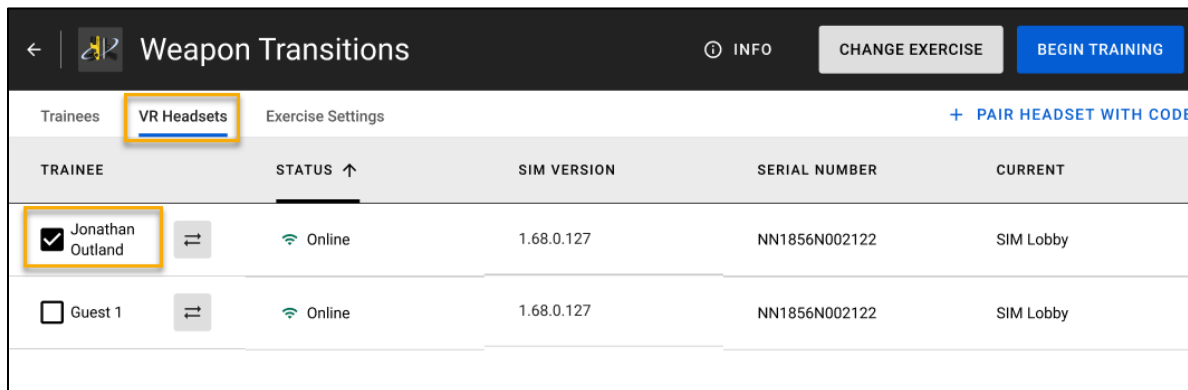 Weapon Transitions
INFO
CHANGE EXERCISE
BEGIN TRAINING
Trainees
VR Headsets
Exercise Settings
+ PAIR HEADSET WITH CODE
TRAINEE
STATUS ↑
SIM VERSION
SERIAL NUMBER
CURRENT
Jonathan
Outland
Online
1.68.0.127
NN1856N002122
SIM Lobby
Guest 1
Online
1.68.0.127
NN1856N002122
SIM Lobby